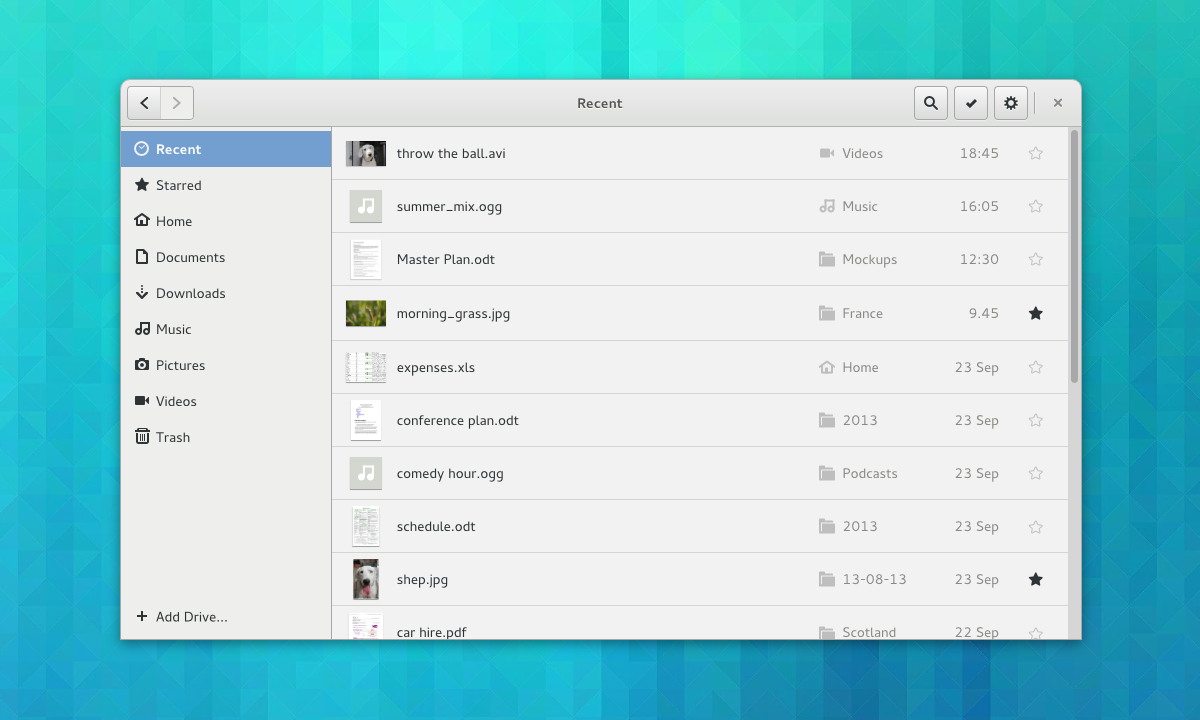 Recent
Recent
Starred
Home
Documents
Downloads
Music
Pictures
Videos
Trash
Add Drive...
throw the ball.avi Videos 18:45
summer_mix.ogg Music 16:05
Master Plan.odt Mockups 12:30
morning_grass.jpg France 9.45
expenses.xls Home 23 Sep
conference plan.odt 2013 23 Sep
comedy hour.ogg Podcasts 23 Sep
schedule.odt 2013 23 Sep
shep.jpg 13-08-13 23 Sep
car hire.pdf Scotland 22 Sep